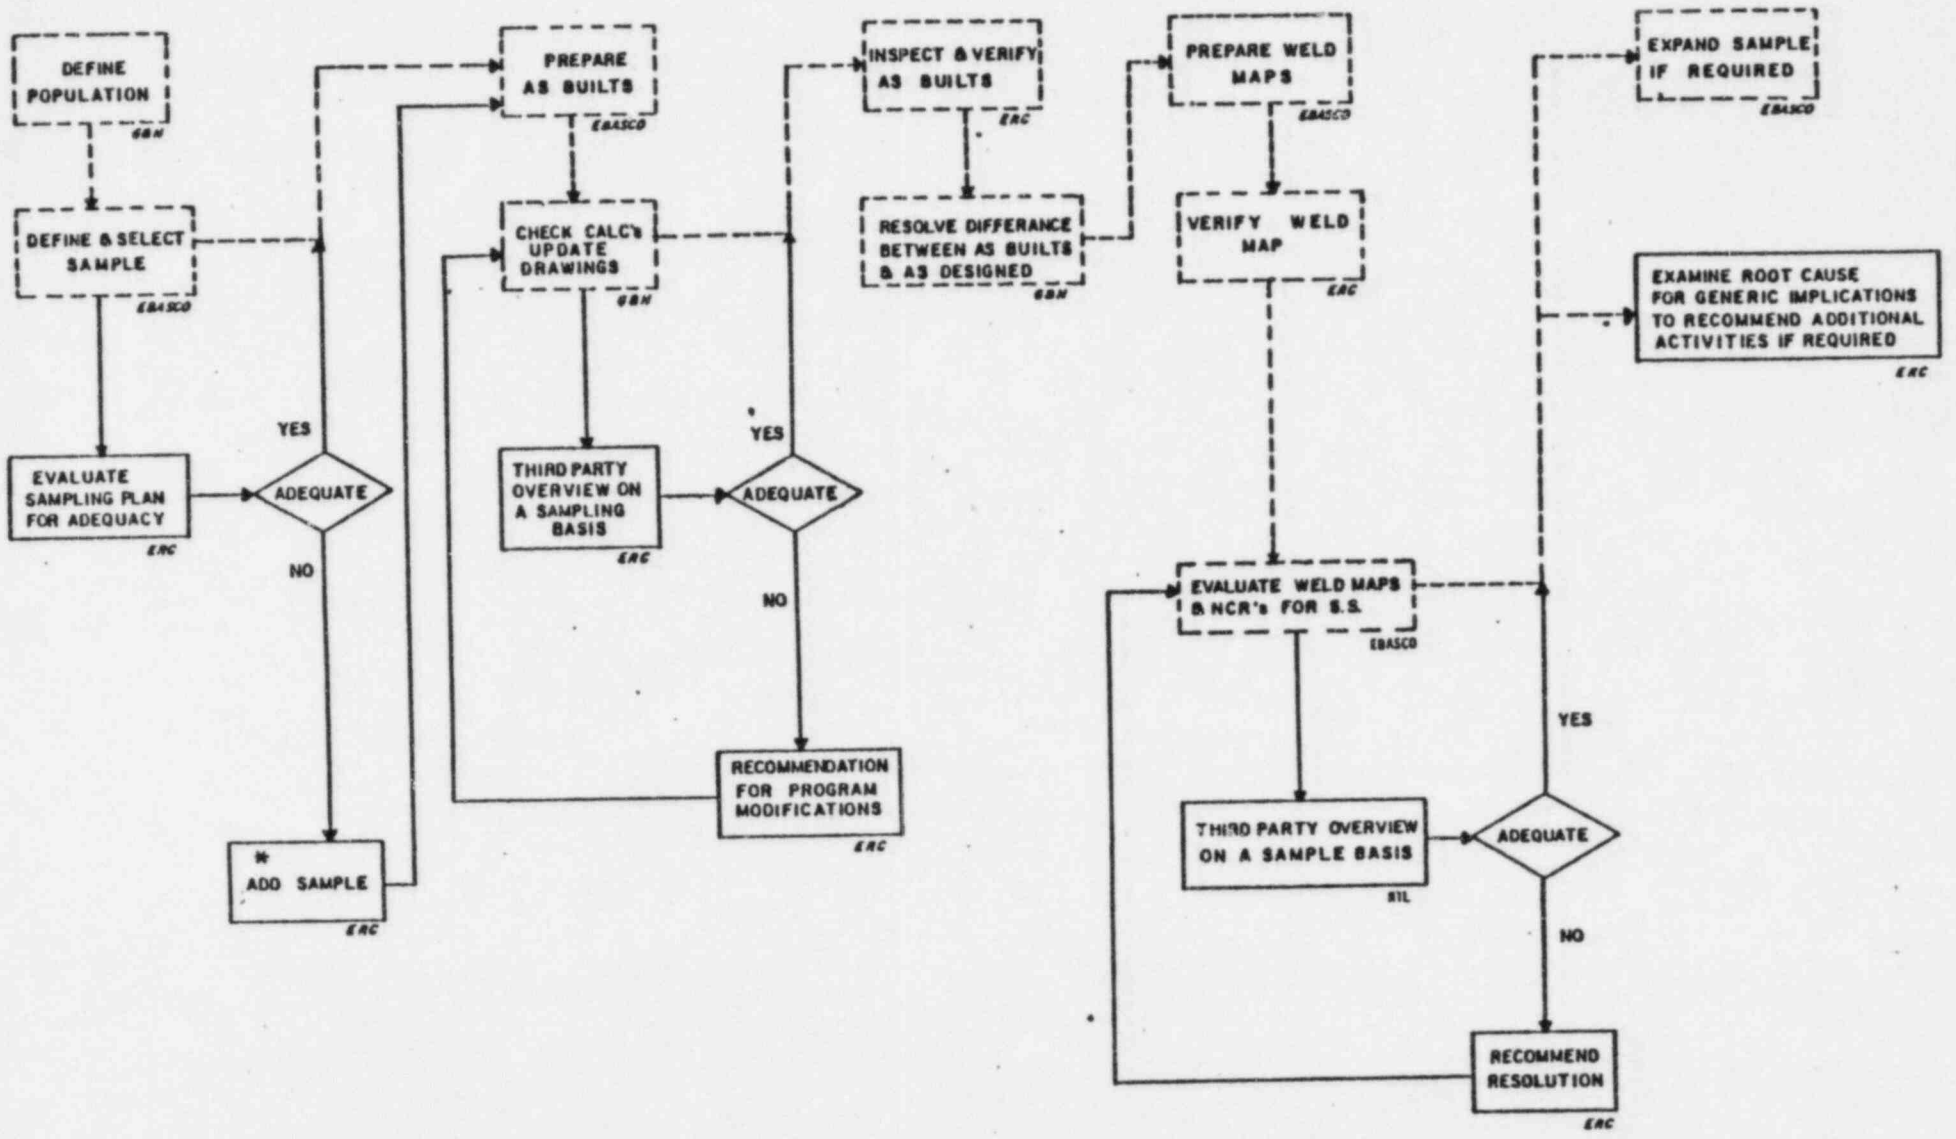 DEFINE
POPULATION
GBH
DEFINE & SELECT
SAMPLE
EBASCO
EVALUATE
SAMPLING PLAN
FOR ADEQUACY
ERC
ADEQUATE
YES
NO
*
ADD SAMPLE
ERC
PREPARE
AS BUILTS
EBASCO
CHECK CALC's
UPDATE
DRAWINGS
GBH
THIRD PARTY
OVERVIEW ON
A SAMPLING
BASIS
ERC
ADEQUATE
YES
NO
RECOMMENDATION
FOR PROGRAM
MODIFICATIONS
ERC
INSPECT & VERIFY
AS BUILTS
ERC
RESOLVE DIFFERANCE
BETWEEN AS BUILTS
& AS DESIGNED
GBH
PREPARE WELD
MAPS
EBASCO
VERIFY WELD
MAP
ERC
EVALUATE WELD MAPS
& NCR's FOR S.S.
EBASCO
THIRD PARTY OVERVIEW
ON A SAMPLE BASIS
ADEQUATE
YES
NO
RECOMMEND
RESOLUTION
ERC
EXPAND SAMPLE
IF REQUIRED
EBASCO
EXAMINE ROOT CAUSE
FOR GENERIC IMPLICATIONS
TO RECOMMEND ADDITIONAL
ACTIVITIES IF REQUIRED
ERC